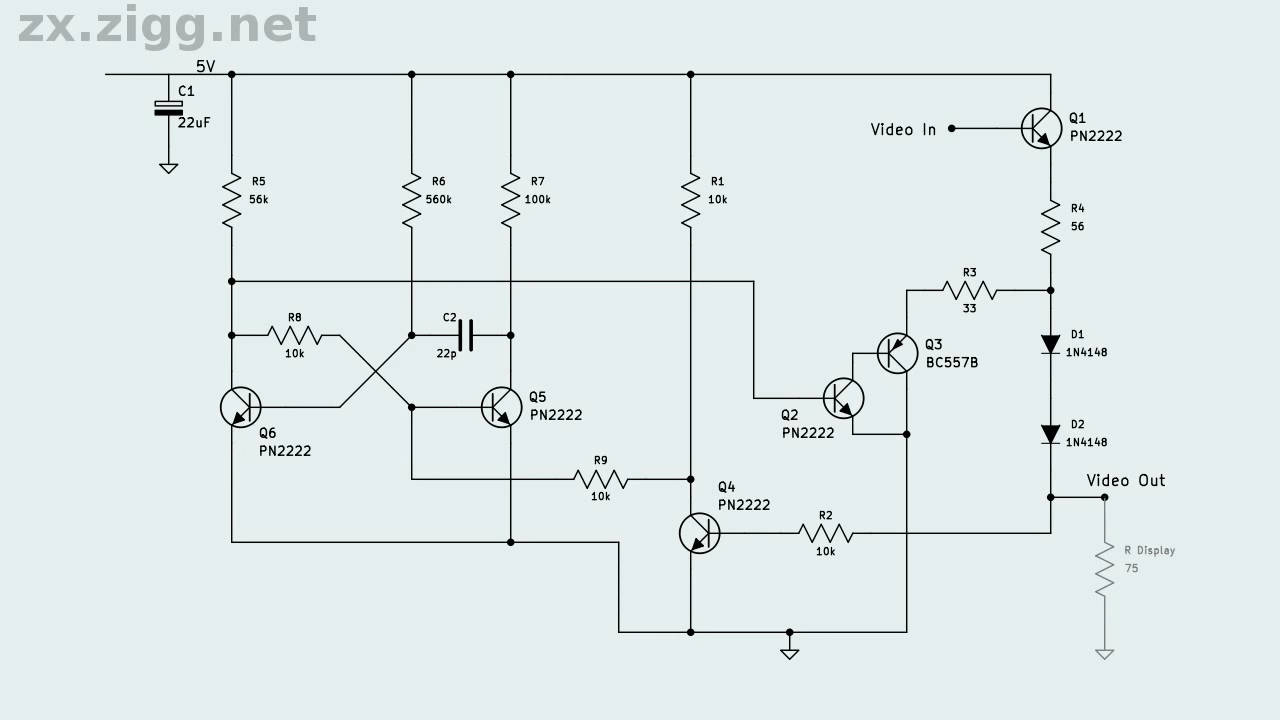 zx.zigg.net
5V
C1
22uF
Q1
PN2222
Video In
R5
56k
R6
560k
R7
100k
R1
10k
R4
56
R3
33
R8
10k
C2
22p
Q3
BC557B
D1
1N4148
Q5
PN2222
Q2
PN2222
Q6
PN2222
D2
1N4148
R9
10k
Q4
PN2222
Video Out
R2
10k
R Display
75